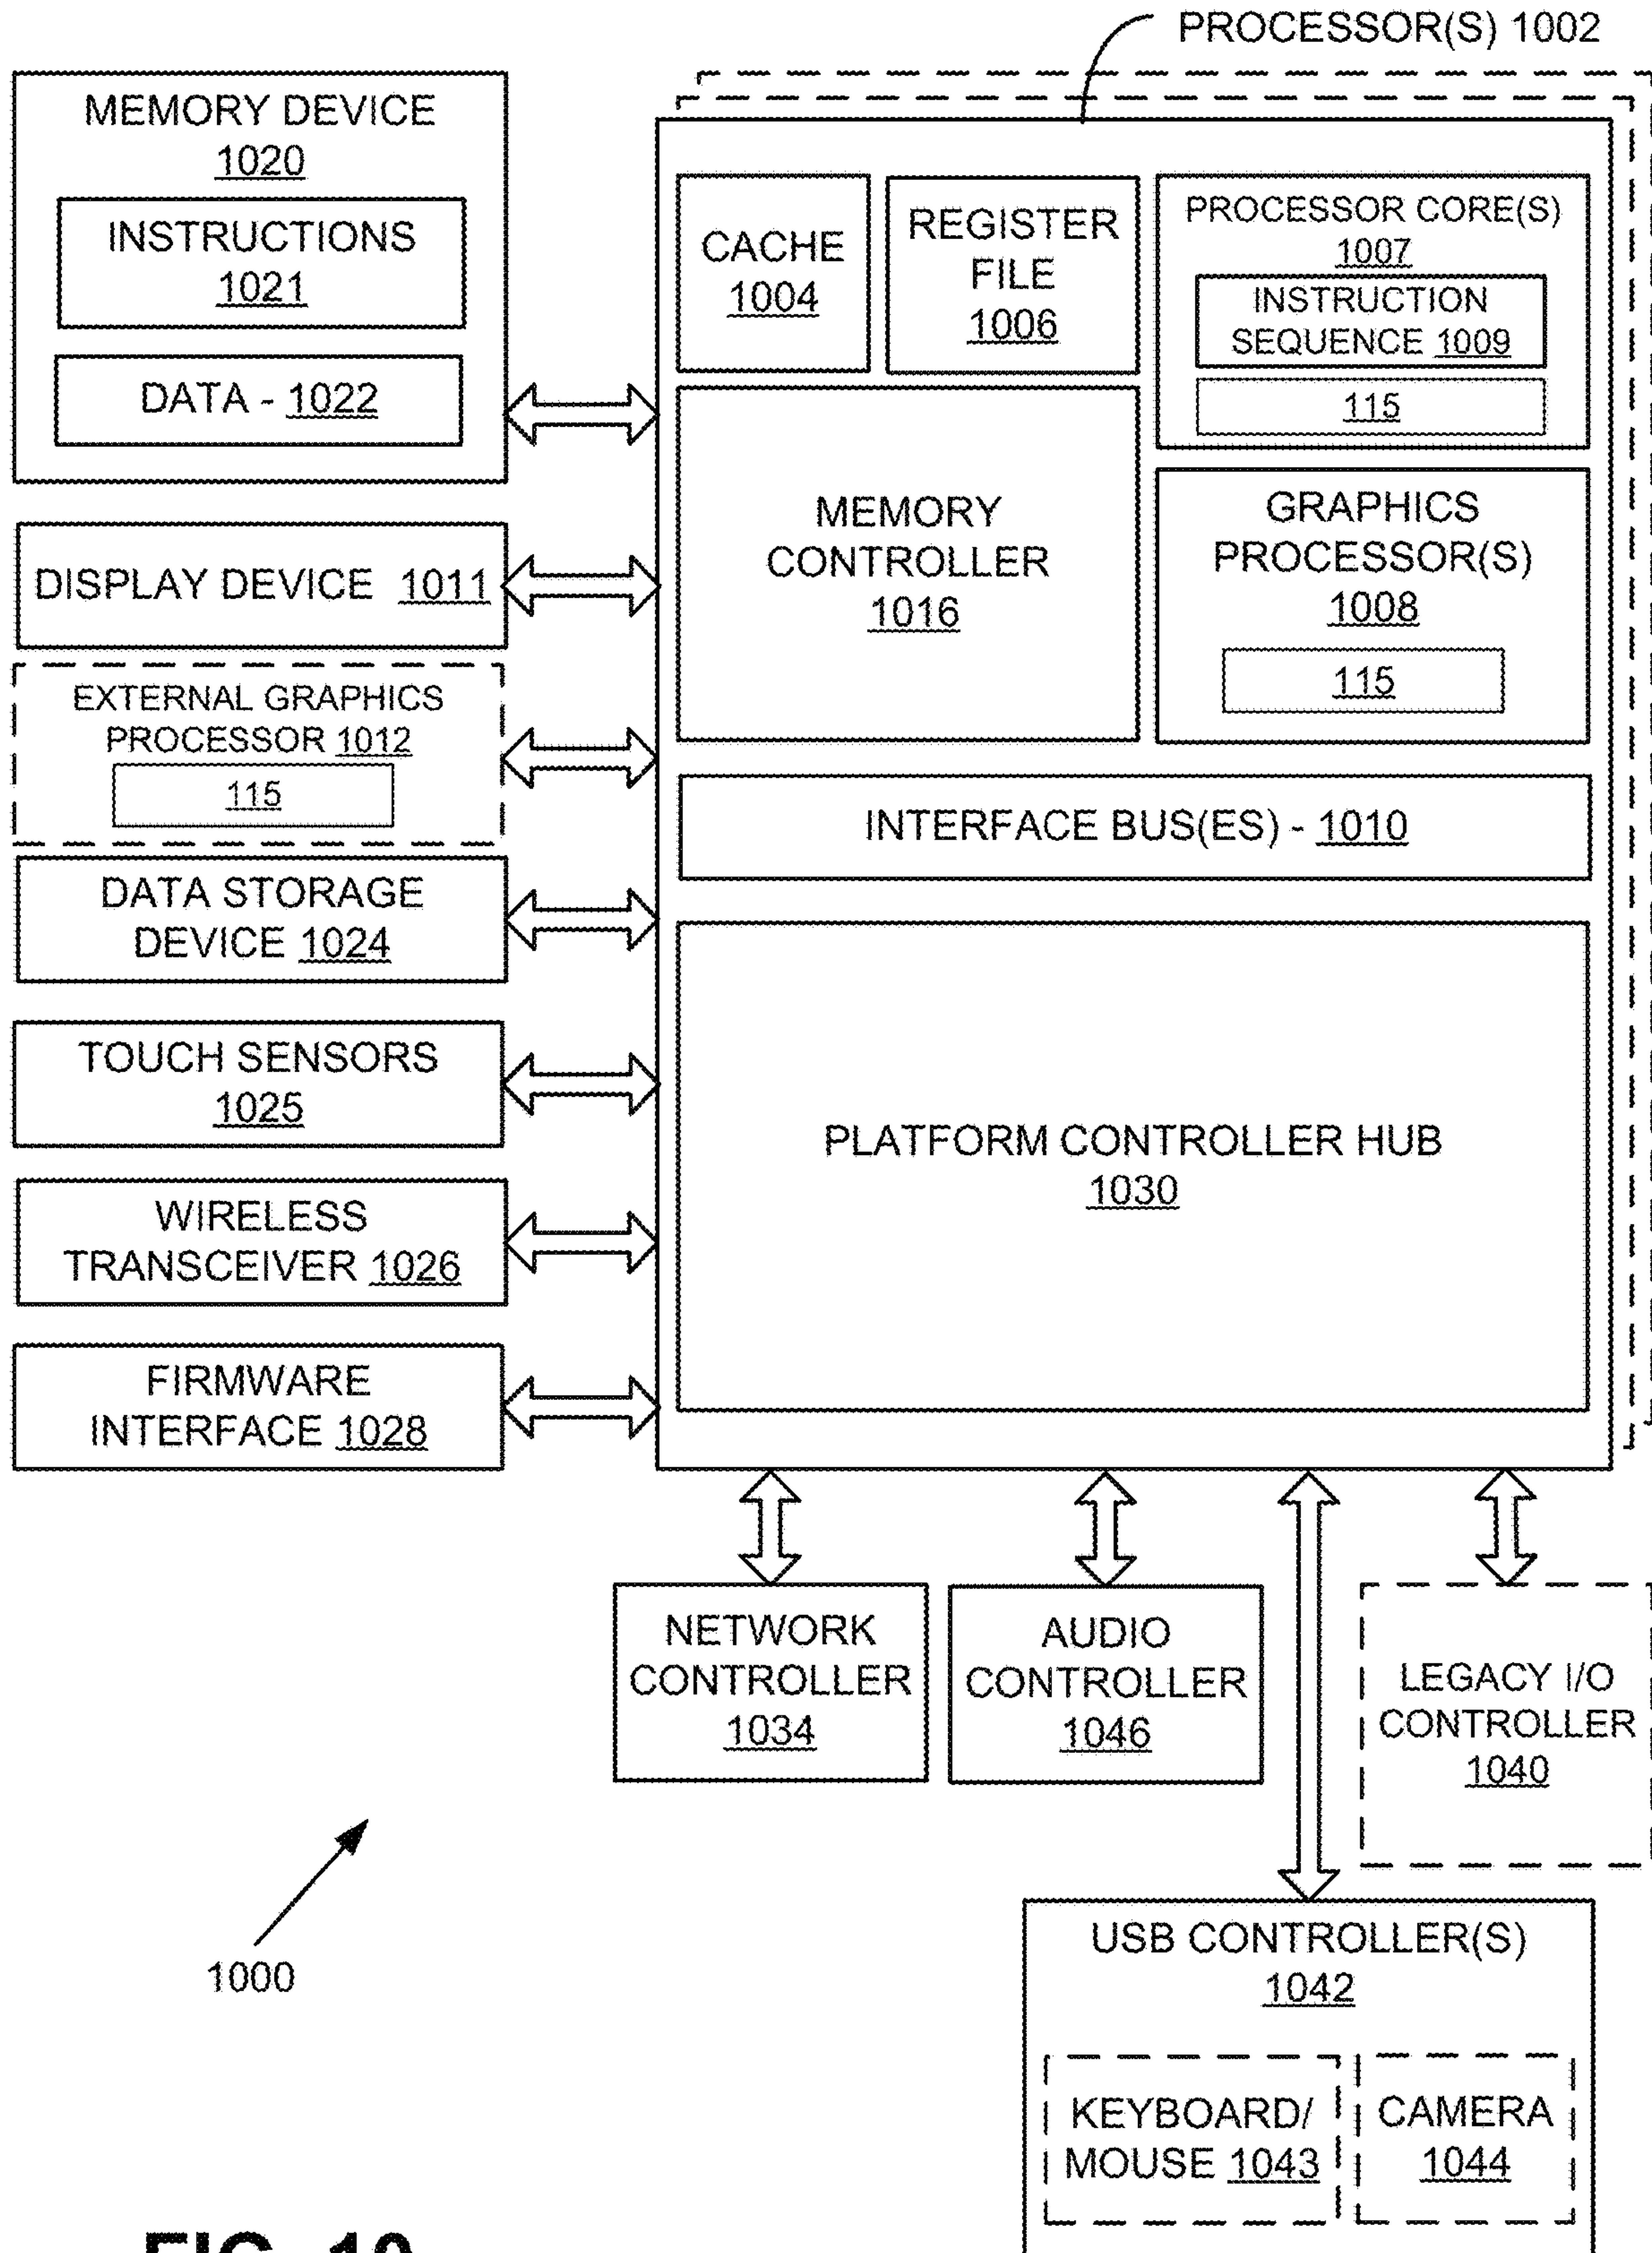 PROCESSOR(S) 1002
MEMORY DEVICE
1020
INSTRUCTIONS
1021
DATA - 1022
DISPLAY DEVICE 1011
EXTERNAL GRAPHICS
PROCESSOR 1012
115
DATA STORAGE
DEVICE 1024
TOUCH SENSORS
1025
WIRELESS
TRANSCEIVER 1026
FIRMWARE
INTERFACE 1028
CACHE
1004
REGISTER
FILE
1006
PROCESSOR CORE(S)
1007
INSTRUCTION
SEQUENCE 1009
115
MEMORY
CONTROLLER
1016
GRAPHICS
PROCESSOR(S)
1008
115
INTERFACE BUS(ES) - 1010
PLATFORM CONTROLLER HUB
1030
NETWORK
CONTROLLER
1034
AUDIO
CONTROLLER
1046
LEGACY I/O
CONTROLLER
1040
1000
USB CONTROLLER(S)
1042
KEYBOARD/
MOUSE 1043
CAMERA
1044
FIG. 10